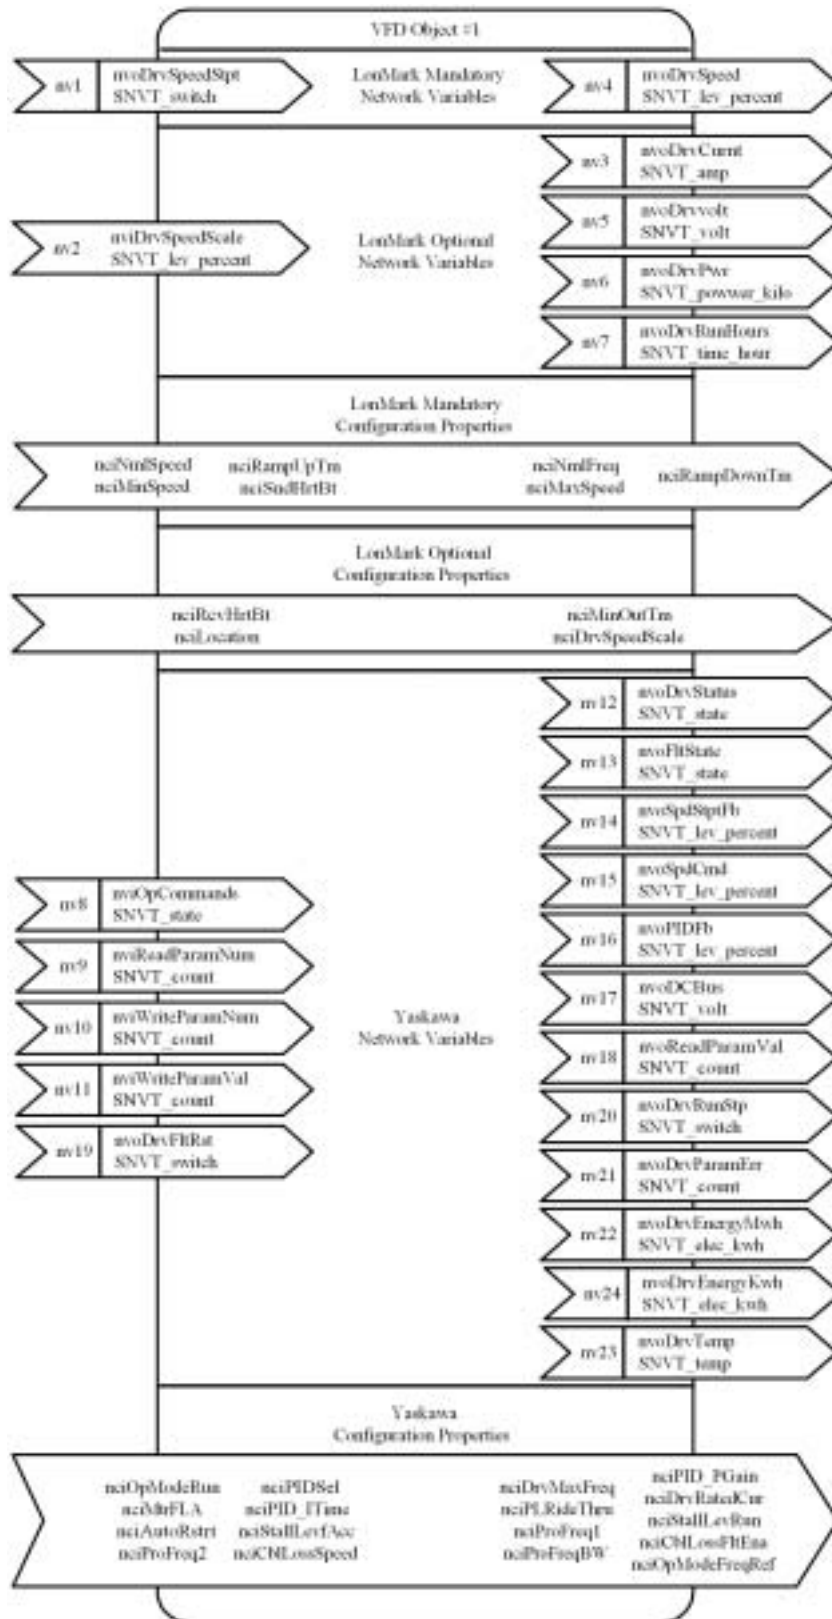 VFD Object #1
nv1
nvoDrvSpeedStpt
SNVT_switch
LonMark Mandatory
Network Variables
nv4
nvoDrvSpeed
SNVT_lev_percent
nv3
nvoDrvCurnt
SNVT_amp
nv2
nviDrvSpeedScale
SNVT_lev_percent
LonMark Optional
Network Variables
nv5
nvoDrvvolt
SNVT_volt
nv6
nvoDrvPwr
SNVT_powwer_kilo
nv7
nvoDrvRunHours
SNVT_time_hour
LonMark Mandatory
Configuration Properties
nciNmlSpeed nciRampUpTm nciNmlFreq nciRampDownTm
nciMinSpeed nciSndHrtBt nciMaxSpeed
LonMark Optional
Configuration Properties
nciRcvHrtBt nciMinOutTm
nciLocation nciDrvSpeedScale
nv12
nvoDrvStatus
SNVT_state
nv13
nvoFltState
SNVT_state
nv14
nvoSpdStptFb
SNVT_lev_percent
nv15
nvoSpdCmd
SNVT_lev_percent
nv8
nviOpCommands
SNVT_state
nv16
nvoPIDFb
SNVT_lev_percent
nv9
nviReadParamNum
SNVT_count
nv17
nvoDCBus
SNVT_volt
nv10
nviWriteParamNum
SNVT_count
Yaskawa
Network Variables
nv18
nvoReadParamVal
SNVT_count
nv11
nviWriteParamVal
SNVT_count
nv20
nvoDrvRunStp
SNVT_switch
nv19
nvoDrvFltRst
SNVT_switch
nv21
nvoDrvParamErr
SNVT_count
nv22
nvoDrvEnergyMwh
SNVT_elec_kwh
nv24
nvoDrvEnergyKwh
SNVT_elec_kwh
nv23
nvoDrvTemp
SNVT_temp
Yaskawa
Configuration Properties
nciOpModeRun nciPIDSel nciDrvMaxFreq nciPID_PGain
nciMtrFLA nciPID_ITime nciPLRideThru nciDrvRatedCur
nciAutoRstrt nciStallLevfAcc nciProFreq1 nciStallLevRun
nciProFreq2 nciCblLossSpeed nciProFreqBW nciCblLossFltEna
nciOpModeFreqRef